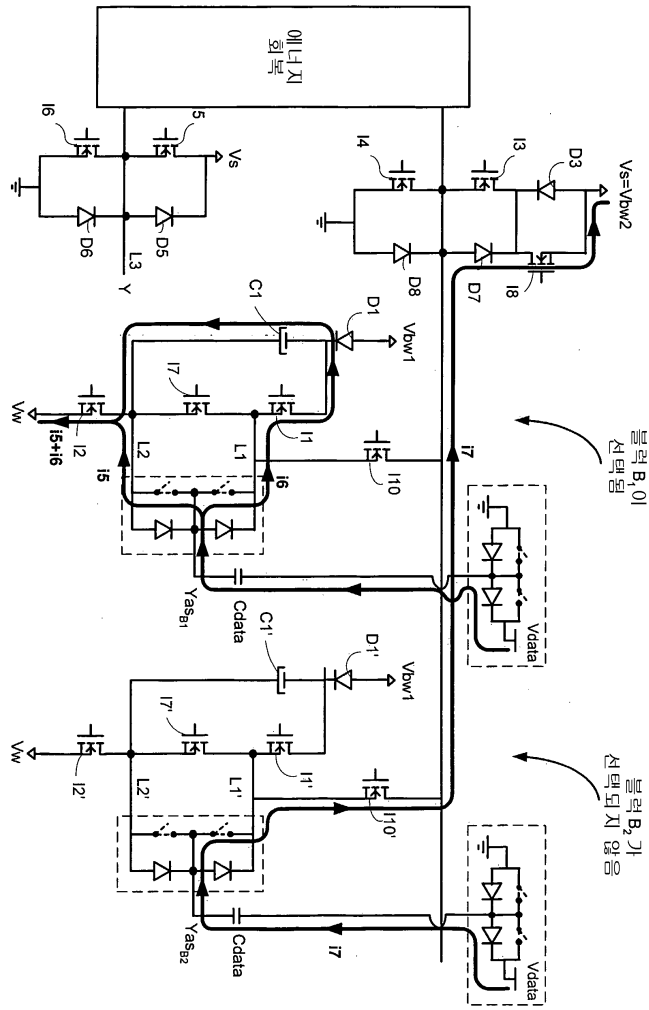 에너지
회복
I6
5
Vs
D6
D5
L3
Y
I4
I3
D3
Vs=Vbw2
D8
D7
I8
C1
D1
Vbw1
I7
I2
I1
Vw
L2
L1
I10
i5+i6
i5
i6
i7
블럭 B1이
선택됨
YasB1
Cdata
Vdata
C1'
D1'
Vbw1
I7'
I2'
I1'
Vw
L2'
L1'
I10'
블럭 B2가
선택되지 않음
YasB2
Cdata
i7
Vdata